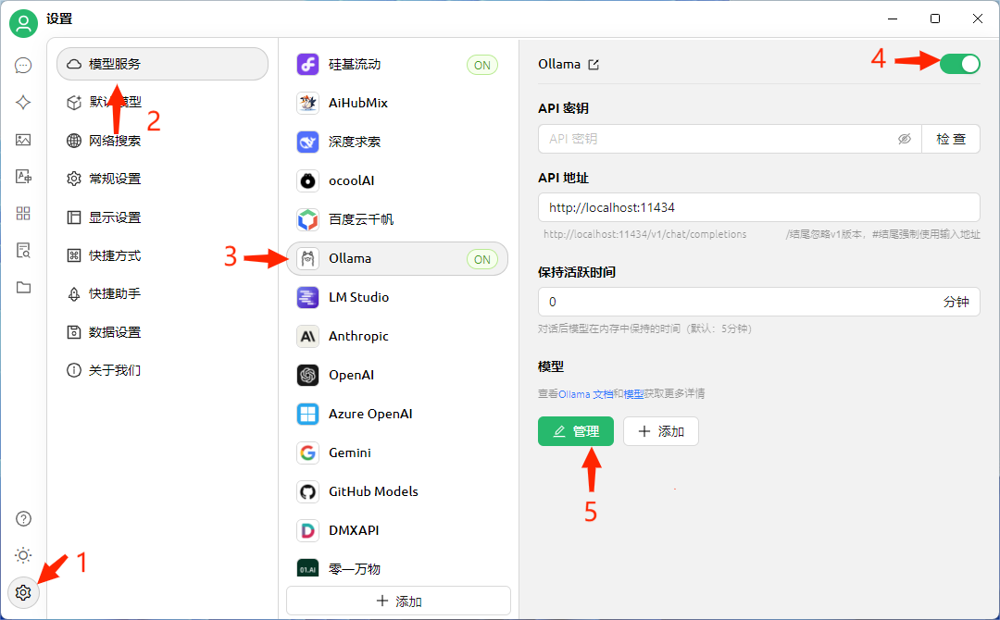 设置
模型服务
默认模型
网络搜索
常规设置
显示设置
快捷方式
快捷助手
数据设置
关于我们
1
2
硅基流动 ON
AiHubMix
深度求索
ocoolAI
百度云千帆
3
Ollama ON
LM Studio
Anthropic
OpenAI
Azure OpenAI
Gemini
GitHub Models
DMXAPI
01.AI 零一万物
添加
Ollama
4
API 密钥
API 密钥 检 查
API 地址
http://localhost:11434
http://localhost:11434/v1/chat/completions /结尾忽略v1版本，#结尾强制使用输入地址
保持活跃时间
0 分钟
对话后模型在内存中保持的时间（默认：5分钟）
模型
查看Ollama 文档和模型获取更多详情
管理 添加
5